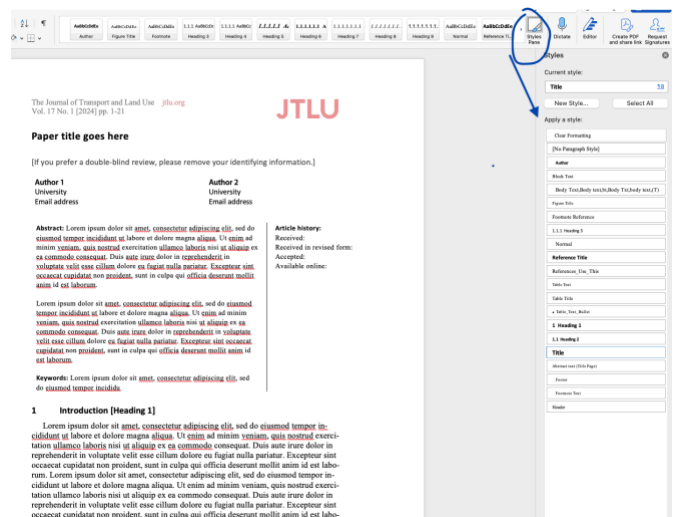 AaBbCcDdEe
Author
AaBbCcDdEe
Figure Title
AaBbCcDdEe
Footnote
1.1.1 AaBbCcD
Heading 3
1.1.1.1 AaBbC
Heading 4
Heading 5
Heading 6
Heading 7
Heading 8
Heading 9
AaBbCcDdEe
Normal
AaBbCcDdEe
Reference Ti...
Styles
Pane
Dictate
Editor
Create PDF
and share link
Request
Signatures
The Journal of Transport and Land Use jtlu.org
Vol. 17 No. 1 [2024] pp. 1-21
JTLU
Paper title goes here
[If you prefer a double-blind review, please remove your identifying information.]
Author 1
University
Email address
Author 2
University
Email address
Abstract: Lorem ipsum dolor sit amet, consectetur adipiscing elit, sed do
eiusmod tempor incididunt ut labore et dolore magna aliqua. Ut enim ad
minim veniam, quis nostrud exercitation ullamco laboris nisi ut aliquip ex
ea commodo consequat. Duis aute irure dolor in reprehenderit in
voluptate velit esse cillum dolore eu fugiat nulla pariatur. Excepteur sint
occaecat cupidatat non proident, sunt in culpa qui officia deserunt mollit
anim id est laborum.
Lorem ipsum dolor sit amet, consectetur adipiscing elit, sed do eiusmod
tempor incididunt ut labore et dolore magna aliqua. Ut enim ad minim
veniam, quis nostrud exercitation ullamco laboris nisi ut aliquip ex ea
commodo consequat. Duis aute irure dolor in reprehenderit in voluptate
velit esse cillum dolore eu fugiat nulla pariatur. Excepteur sint occaecat
cupidatat non proident, sunt in culpa qui officia deserunt mollit anim id
est laborum.
Keywords: Lorem ipsum dolor sit amet, consectetur adipiscing elit, sed
do eiusmod tempor incididu
Article history:
Received:
Received in revised form:
Accepted:
Available online:
1 Introduction [Heading 1]
Lorem ipsum dolor sit amet, consectetur adipiscing elit, sed do eiusmod tempor in-
cididunt ut labore et dolore magna aliqua. Ut enim ad minim veniam, quis nostrud exerci-
tation ullamco laboris nisi ut aliquip ex ea commodo consequat. Duis aute irure dolor in
reprehenderit in voluptate velit esse cillum dolore eu fugiat nulla pariatur. Excepteur sint
occaecat cupidatat non proident, sunt in culpa qui officia deserunt mollit anim id est labo-
rum. Lorem ipsum dolor sit amet, consectetur adipiscing elit, sed do eiusmod tempor
incididunt ut labore et dolore magna aliqua. Ut enim ad minim veniam, quis nostrud exerci-
tation ullamco laboris nisi ut aliquip ex ea commodo consequat. Duis aute irure dolor in
reprehenderit in voluptate velit esse cillum dolore eu fugiat nulla pariatur. Excepteur sint
occaecat cupidatat non proident, sunt in culpa qui officia deserunt mollit anim id est labo-
Styles
Current style:
Title
New Style...
Select All
Apply a style:
Clear Formatting
[No Paragraph Style]
Author
Block Text
Body Text,Body text,bt,Body Txt,body text,(T)
Figure Title
Footnote Reference
1.1.1 Heading 3
Normal
Reference Title
References_Use_This
Table Text
Table Title
• Table_Text_Bullet
1 Heading 1
1.1 Heading 2
Title
Abstract text (Title Page)
Footer
Footnote Text
Header